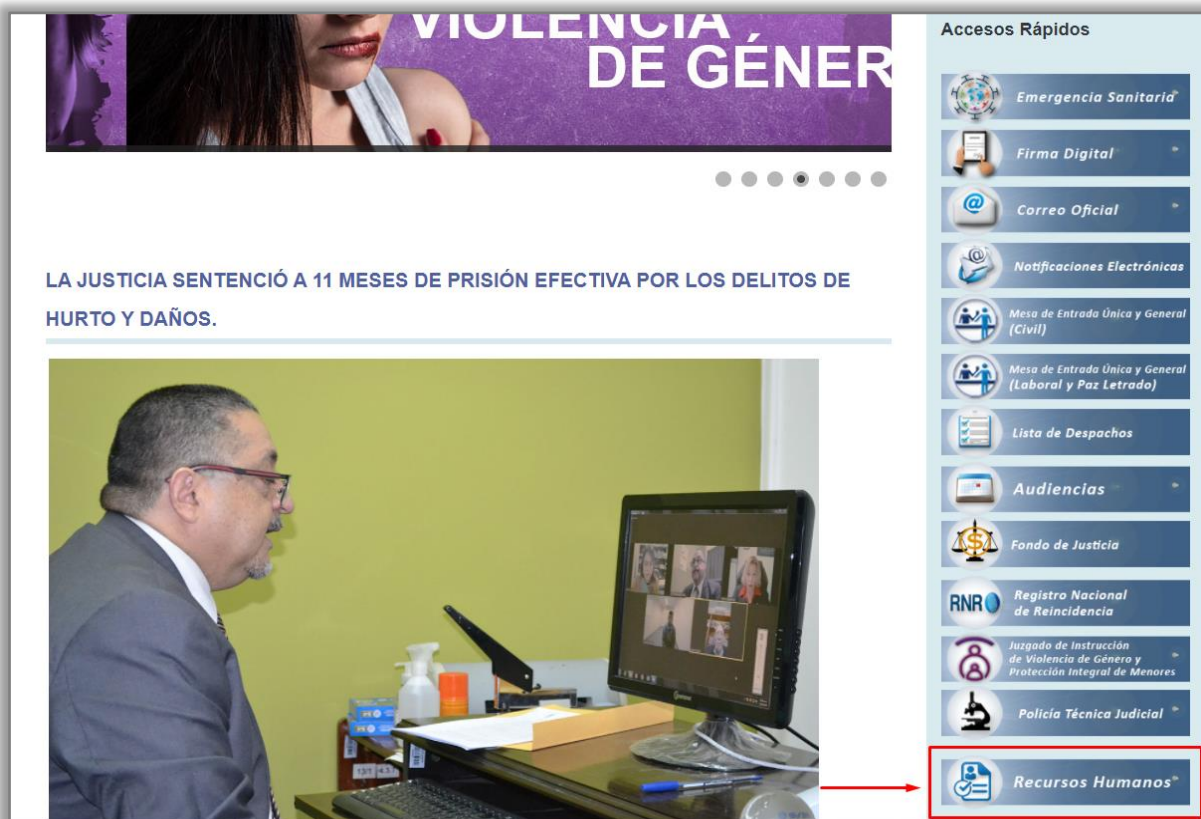 VIOLENCIA
DE GÉNER
LA JUSTICIA SENTENCIÓ A 11 MESES DE PRISIÓN EFECTIVA POR LOS DELITOS DE
HURTO Y DAÑOS.
Accesos Rápidos
Emergencia Sanitaria
Firma Digital
Correo Oficial
Notificaciones Electrónicas
Mesa de Entrada Única y General
(Civil)
Mesa de Entrada Única y General
(Laboral y Paz Letrado)
Lista de Despachos
Audiencias
Fondo de Justicia
RNR
Registro Nacional
de Reincidencia
Juzgado de Instrucción
de Violencia de Género y
Protección Integral de Menores
Policía Técnica Judicial
Recursos Humanos